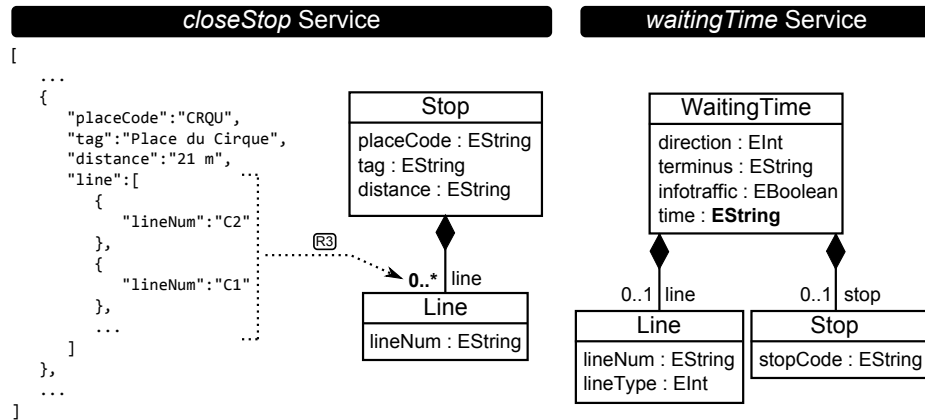 closeStop Service
[
...
{
"placeCode":"CRQU",
"tag":"Place du Cirque",
"distance":"21 m",
"line":[
{
"lineNum":"C2"
},
{
"lineNum":"C1"
},
...
]
},
...
]
R3
Stop
placeCode : EString
tag : EString
distance : EString
0..* line
Line
lineNum : EString
waitingTime Service
WaitingTime
direction : EInt
terminus : EString
infotraffic : EBoolean
time : EString
0..1 line
0..1 stop
Line
lineNum : EString
lineType : EInt
Stop
stopCode : EString